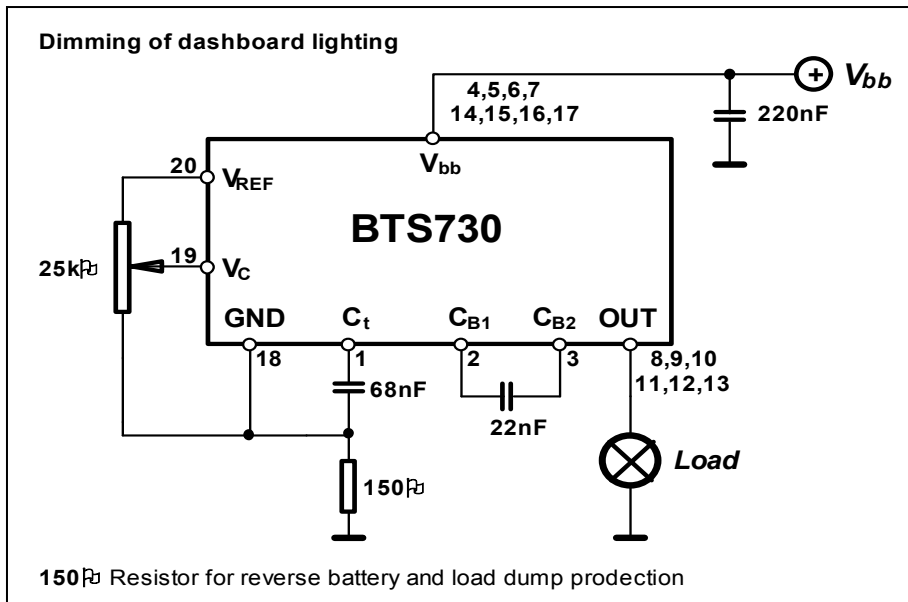 Dimming of dashboard lighting
Vbb
4,5,6,7
14,15,16,17
220nF
Vbb
20
VREF
BTS730
25k
19
VC
GND
Ct
CB1
CB2
OUT
18
1
2
3
8,9,10
11,12,13
68nF
22nF
Load
150
150 Resistor for reverse battery and load dump prodection